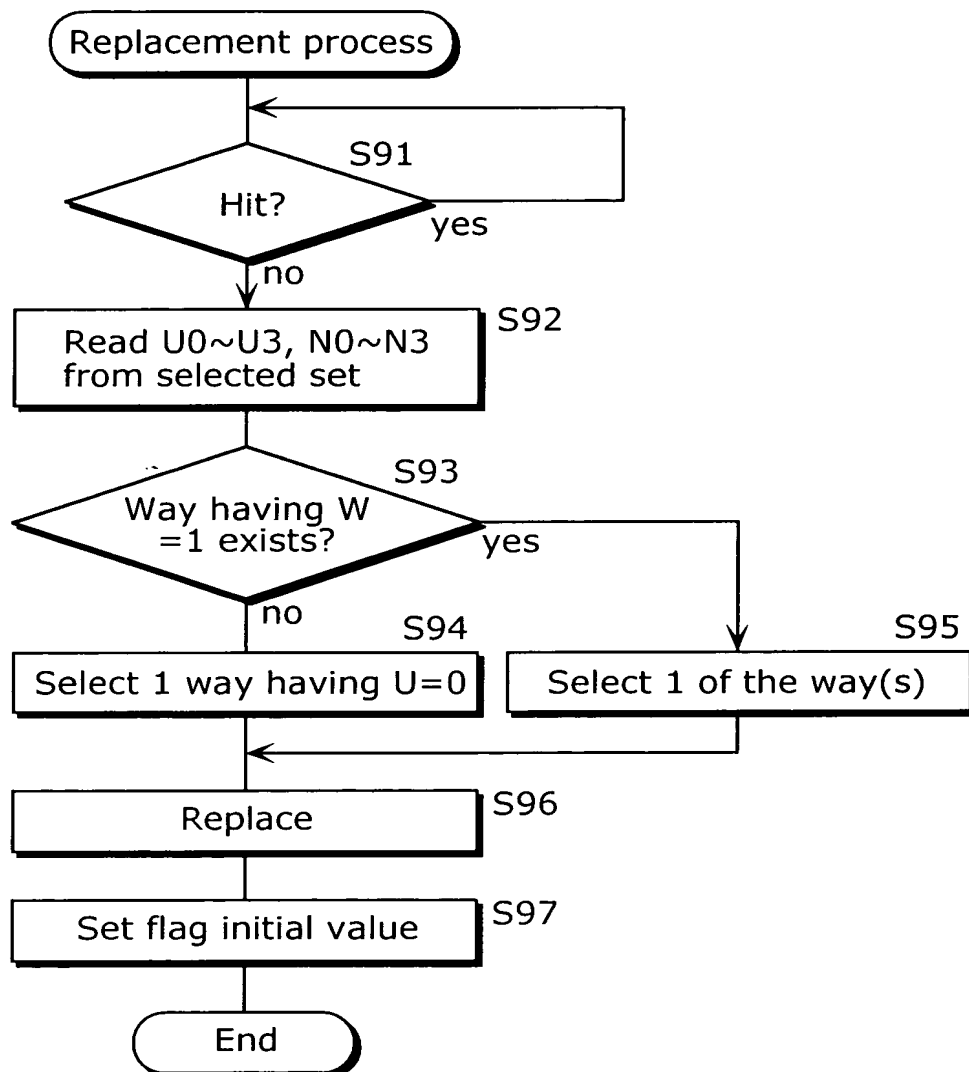 Replacement process
S91
Hit?
yes
no
S92
Read U0~U3, N0~N3
from selected set
S93
Way having W
=1 exists?
yes
no
S94
S95
Select 1 way having U=0
Select 1 of the way(s)
Replace
S96
Set flag initial value
S97
End